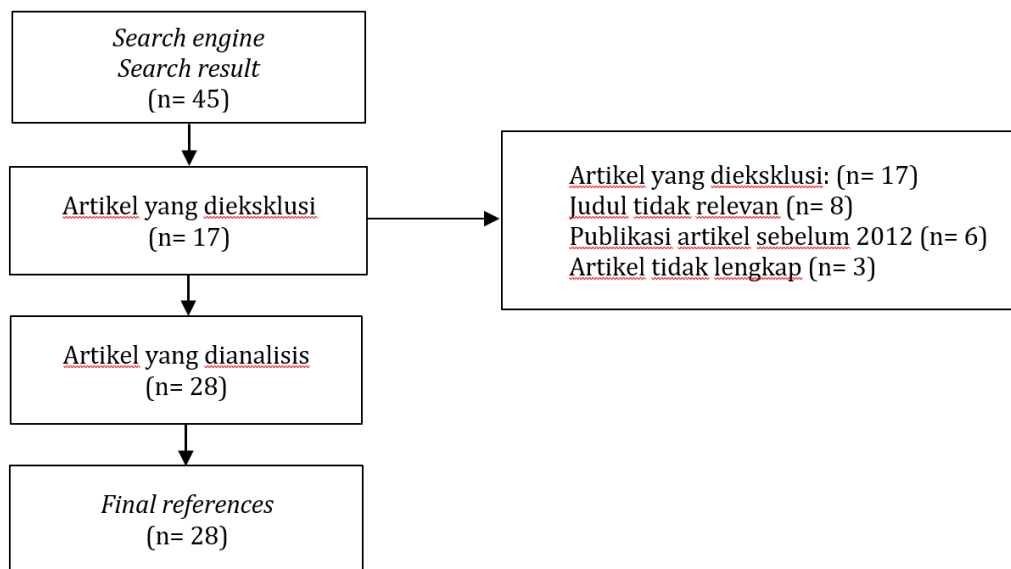 Search engine
Search result
(n= 45)
Artikel yang dieksklusi
(n= 17)
Artikel yang dieksklusi: (n= 17)
Judul tidak relevan (n= 8)
Publikasi artikel sebelum 2012 (n= 6)
Artikel tidak lengkap (n= 3)
Artikel yang dianalisis
(n= 28)
Final references
(n= 28)